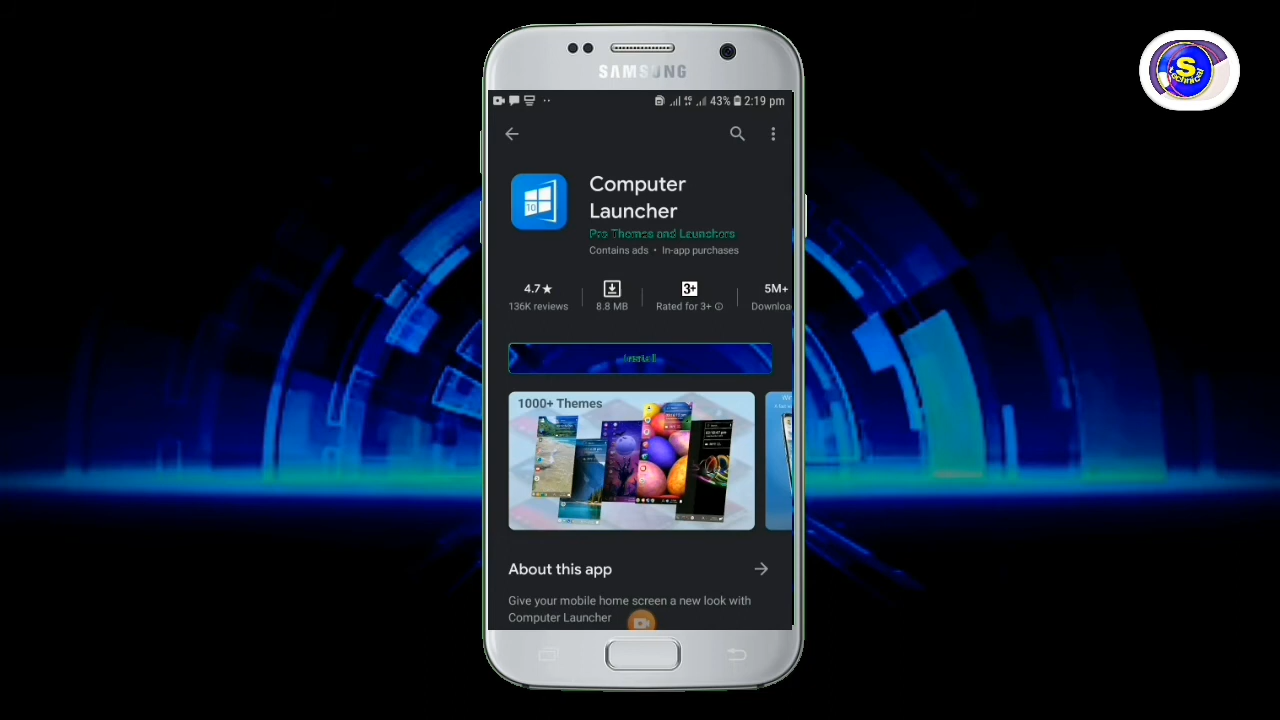 SAMSUNG
43% 2:19 pm
Computer
Launcher
Pro Themes and Launchers
Contains ads • In-app purchases
4.7★
136K reviews
8.8 MB
3+
Rated for 3+
5M+
Downloa
Install
1000+ Themes
About this app
Give your mobile home screen a new look with
Computer Launcher
S
technical